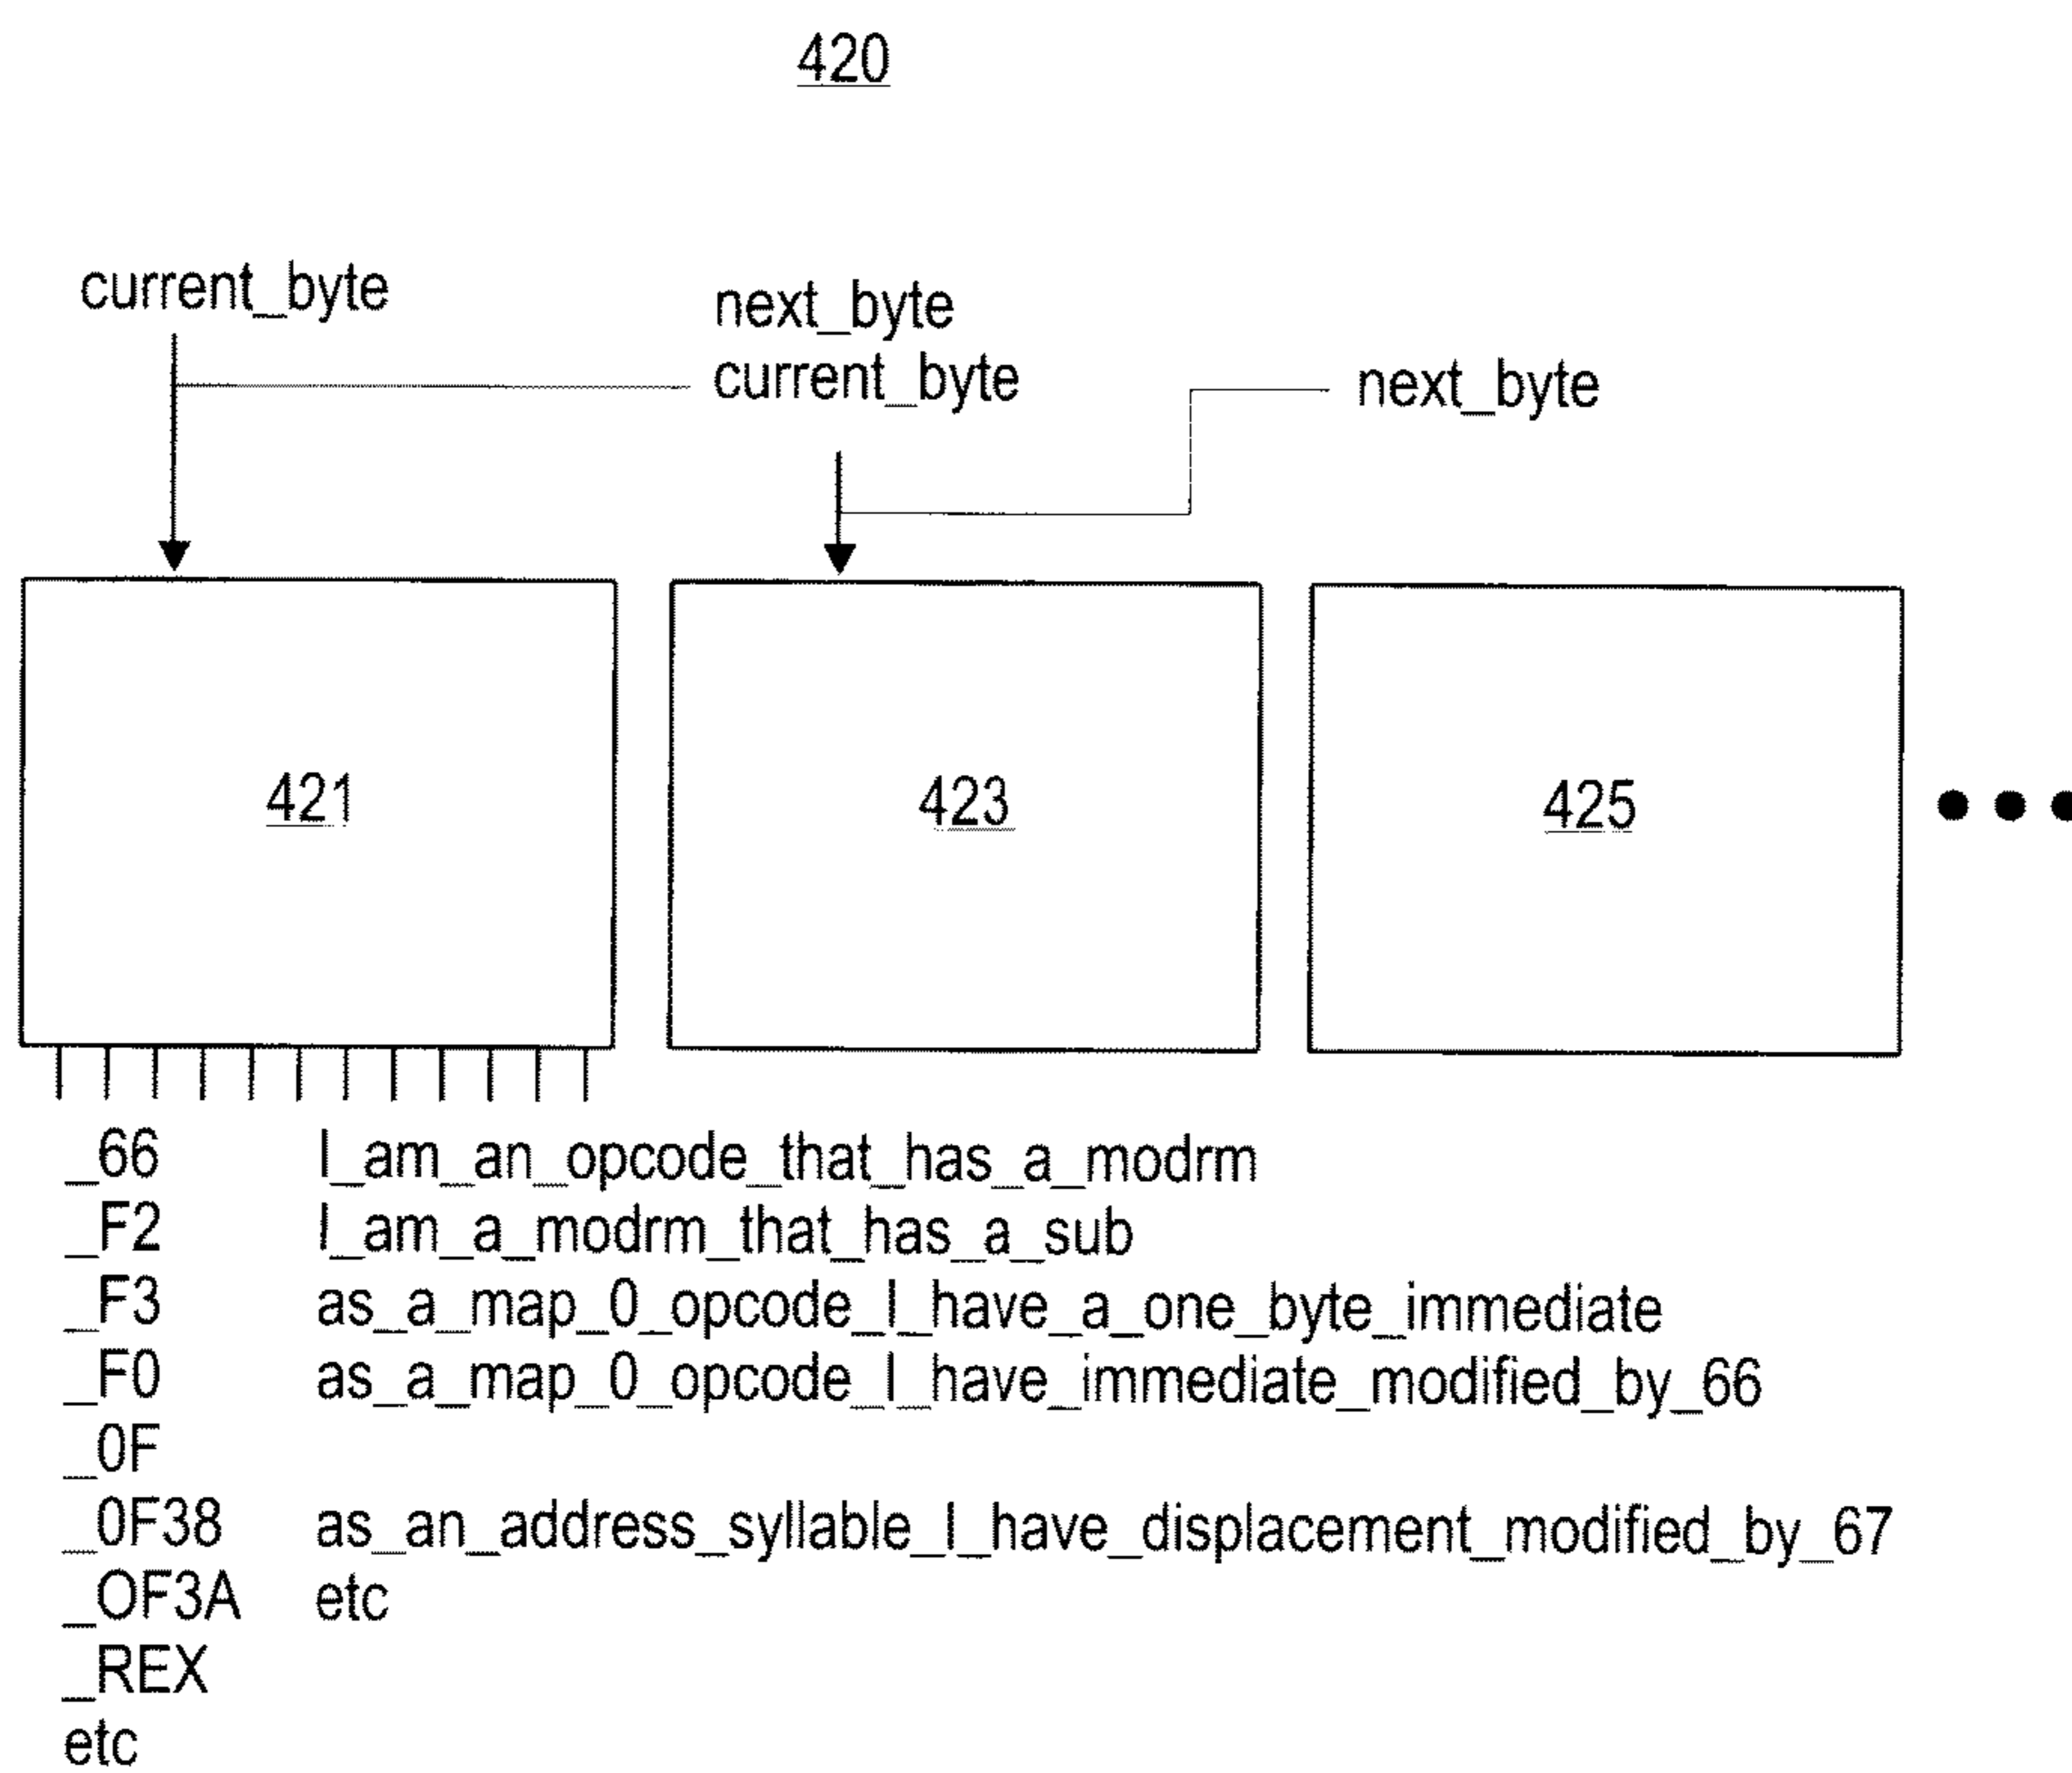 420
current_byte
next_byte
current_byte
next_byte
421
423
425
_66 I_am_an_opcode_that_has_a_modrm
_F2 I_am_a_modrm_that_has_a_sub
_F3 as_a_map_0_opcode_I_have_a_one_byte_immediate
_F0 as_a_map_0_opcode_I_have_immediate_modified_by_66
_0F
_0F38 as_an_address_syllable_I_have_displacement_modified_by_67
_OF3A etc
_REX
etc